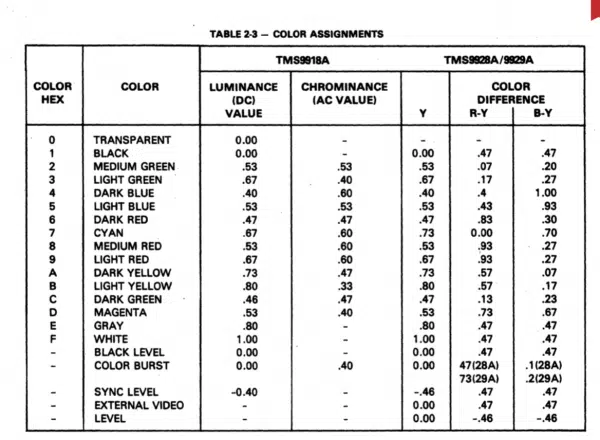 TABLE 2-3 – COLOR ASSIGNMENTS
TMS9918A TMS9928A/9929A
COLOR HEX COLOR LUMINANCE (DC) VALUE CHROMINANCE (AC VALUE) Y COLOR DIFFERENCE R-Y B-Y
0 TRANSPARENT 0.00 – – – –
1 BLACK 0.00 – 0.00 .47 .47
2 MEDIUM GREEN .53 .53 .53 .07 .20
3 LIGHT GREEN .67 .40 .67 .17 .27
4 DARK BLUE .40 .60 .40 .4 1.00
5 LIGHT BLUE .53 .53 .53 .43 .93
6 DARK RED .47 .47 .47 .83 .30
7 CYAN .67 .60 .73 0.00 .70
8 MEDIUM RED .53 .60 .53 .93 .27
9 LIGHT RED .67 .60 .67 .93 .27
A DARK YELLOW .73 .47 .73 .57 .07
B LIGHT YELLOW .80 .33 .80 .57 .17
C DARK GREEN .46 .47 .47 .13 .23
D MAGENTA .53 .40 .53 .73 .67
E GRAY .80 – .80 .47 .47
F WHITE 1.00 – 1.00 .47 .47
– BLACK LEVEL 0.00 – 0.00 .47 .47
– COLOR BURST 0.00 .40 0.00 47(28A) .1(28A)
73(29A) .2(29A)
– SYNC LEVEL -0.40 – -.46 .47 .47
– EXTERNAL VIDEO – – 0.00 .47 .47
– LEVEL – – 0.00 -.46 -.46